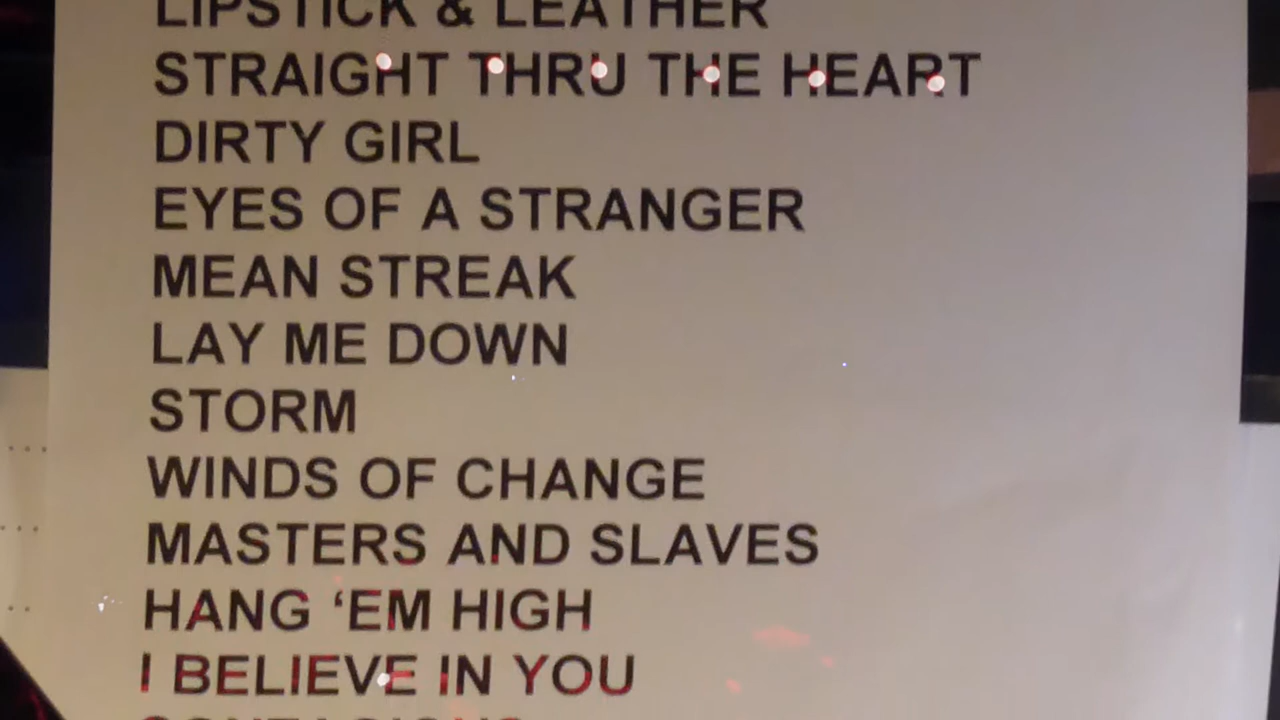 LIPSTICK & LEATHER
STRAIGHT THRU THE HEART
DIRTY GIRL
EYES OF A STRANGER
MEAN STREAK
LAY ME DOWN
STORM
WINDS OF CHANGE
MASTERS AND SLAVES
HANG ‘EM HIGH
I BELIEVE IN YOU